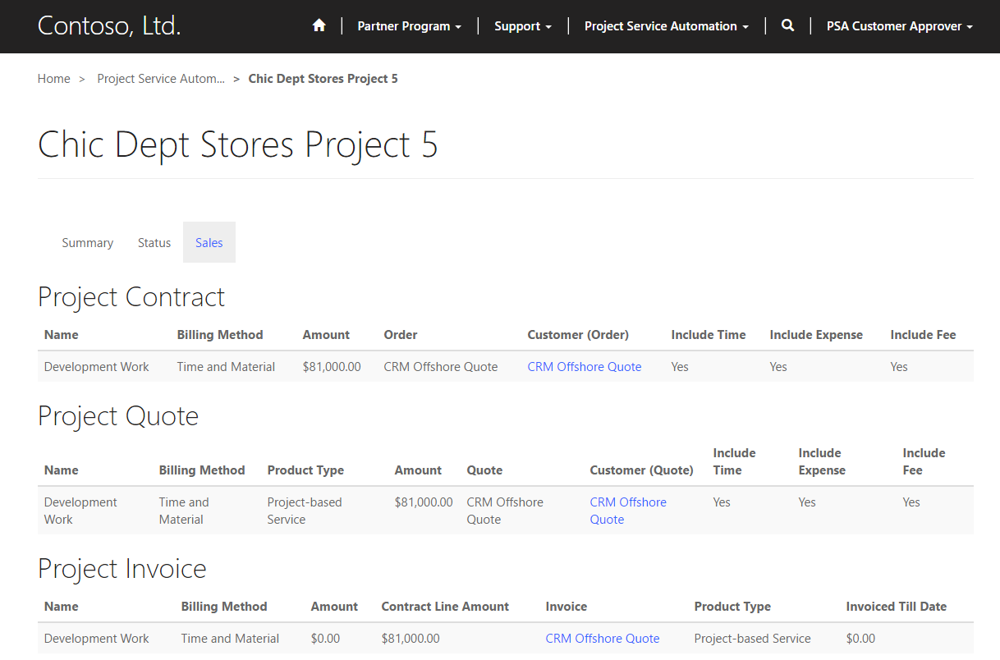 Contoso, Ltd.
Partner Program
Support
Project Service Automation
PSA Customer Approver
Home > Project Service Autom... > Chic Dept Stores Project 5
Chic Dept Stores Project 5
Summary Status Sales
Project Contract
Name Billing Method Amount Order Customer (Order) Include Time Include Expense Include Fee
Development Work Time and Material $81,000.00 CRM Offshore Quote CRM Offshore Quote Yes Yes Yes
Project Quote
Name Billing Method Product Type Amount Quote Customer (Quote) Include Time Include Expense Include Fee
Development Work Time and Material Project-based Service $81,000.00 CRM Offshore Quote CRM Offshore Quote Yes Yes Yes
Project Invoice
Name Billing Method Amount Contract Line Amount Invoice Product Type Invoiced Till Date
Development Work Time and Material $0.00 $81,000.00 CRM Offshore Quote Project-based Service $0.00